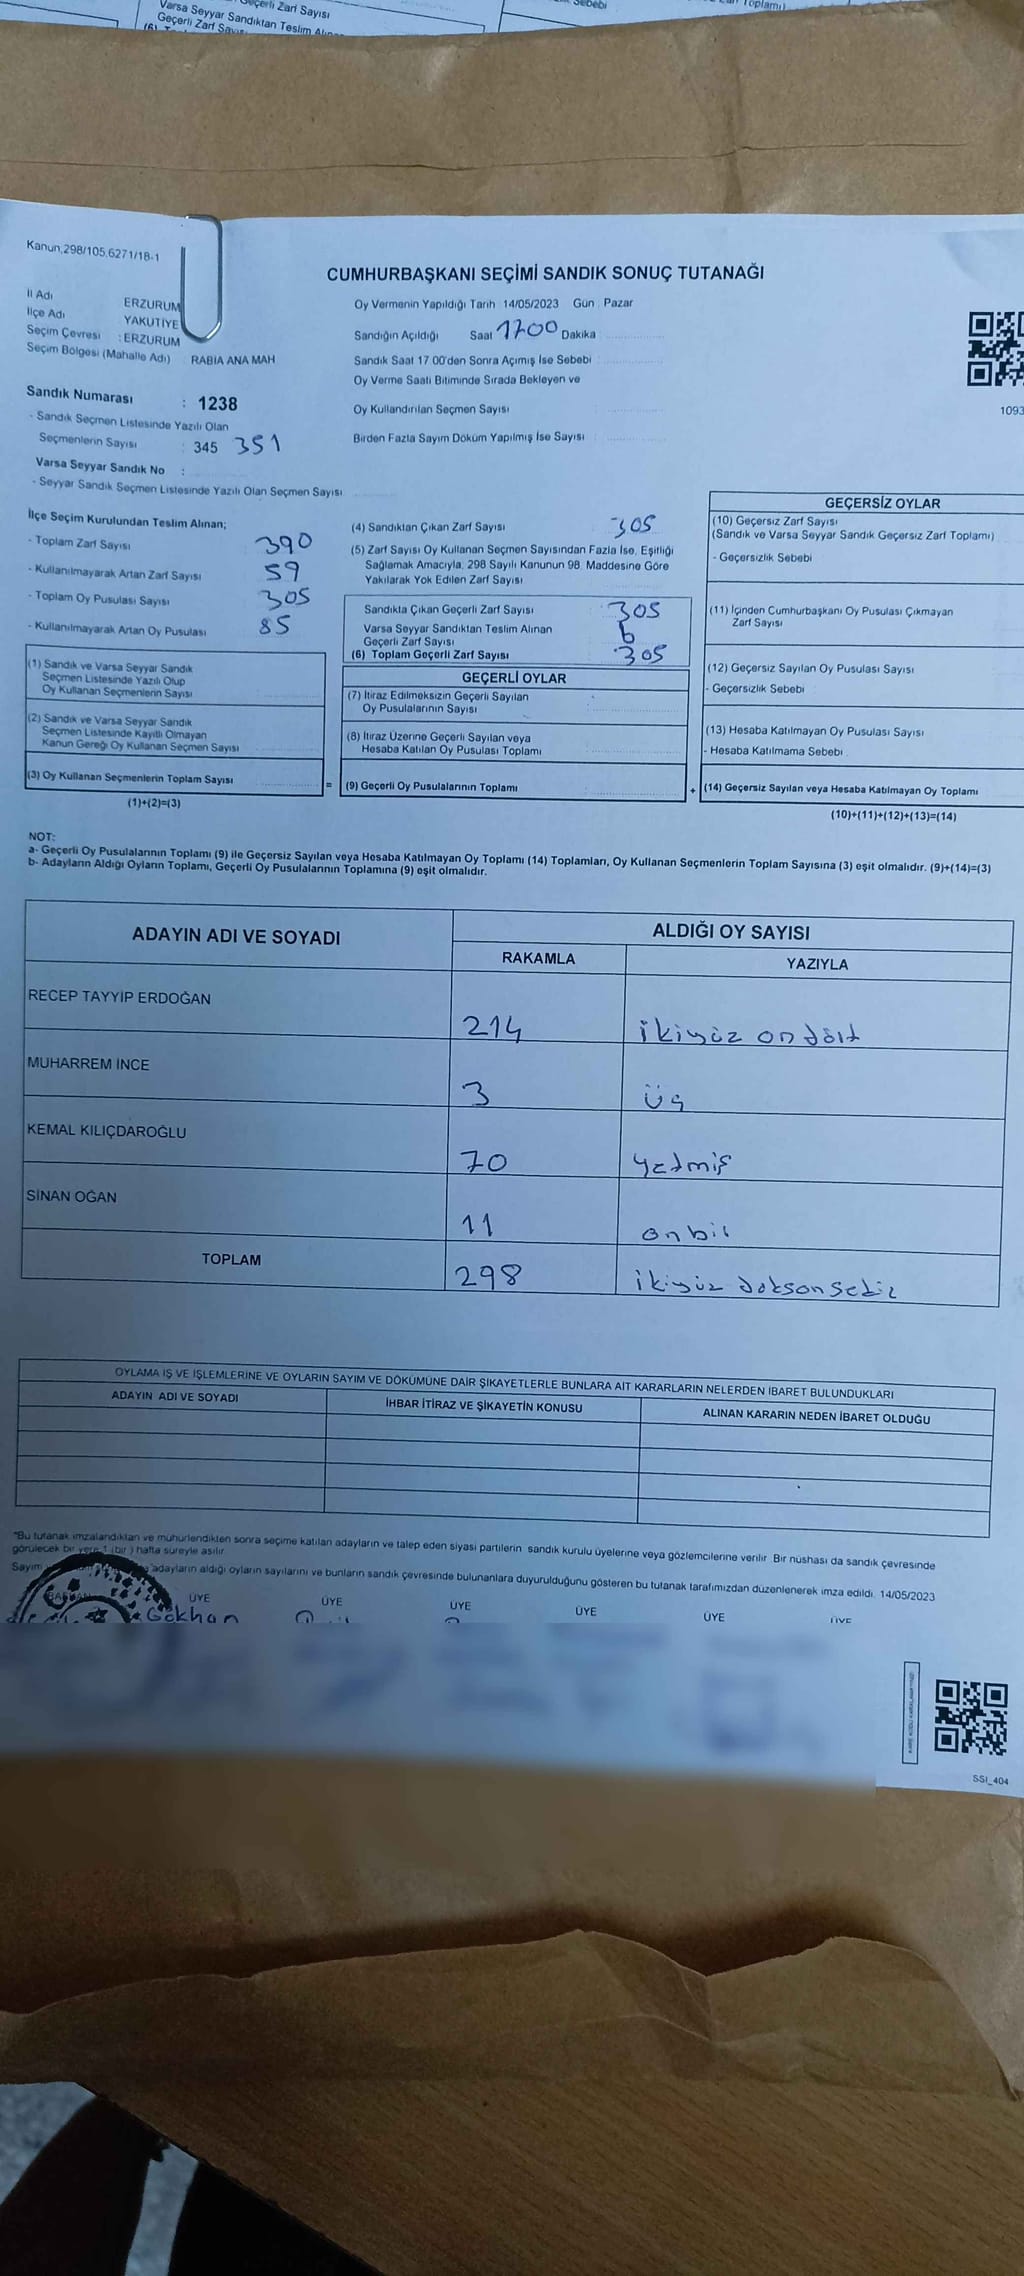 Geçerli Zarf Sayısı
Varsa Seyyar Sandıktan Teslim
Geçerli Zarf
Sebebi
Toplamı)
Kanun;298/105,6271/18-1
CUMHURBAŞKANI SEÇİMİ SANDIK SONUÇ TUTANAĞI
İl Adı : ERZURUM
İlçe Adı : YAKUTİYE
Seçim Çevresi : ERZURUM
Seçim Bölgesi (Mahalle Adı) : RABİA ANA MAH
Sandık Numarası : 1238
- Sandık Seçmen Listesinde Yazılı Olan
Seçmenlerin Sayısı : 345 351
Varsa Seyyar Sandık No :
- Seyyar Sandık Seçmen Listesinde Yazılı Olan Seçmen Sayısı
Oy Vermenin Yapıldığı Tarih 14/05/2023 Gün Pazar
Sandığın Açıldığı Saat 1700 Dakika
Sandık Saat 17.00'den Sonra Açımış İse Sebebi
Oy Verme Saati Bitiminde Sırada Bekleyen ve
Oy Kullandırılan Seçmen Sayısı
Birden Fazla Sayım Döküm Yapılmış İse Sayısı
1093
İlçe Seçim Kurulundan Teslim Alınan;
- Toplam Zarf Sayısı 390
- Kullanılmayarak Artan Zarf Sayısı 59
- Toplam Oy Pusulası Sayısı 305
- Kullanılmayarak Artan Oy Pusulası 85
(1) Sandık ve Varsa Seyyar Sandık
Seçmen Listesinde Yazılı Olup
Oy Kullanan Seçmenlerin Sayısı
(2) Sandık ve Varsa Seyyar Sandık
Seçmen Listesinde Kayıtlı Olmayan
Kanun Gereği Oy Kullanan Seçmen Sayısı
(3) Oy Kullanan Seçmenlerin Toplam Sayısı
(1)+(2)=(3)
(4) Sandıktan Çıkan Zarf Sayısı 305
(5) Zarf Sayısı Oy Kullanan Seçmen Sayısından Fazla İse, Eşitliği
Sağlamak Amacıyla, 298 Sayılı Kanunun 98. Maddesine Göre
Yakılarak Yok Edilen Zarf Sayısı
Sandıkta Çıkan Geçerli Zarf Sayısı 305
Varsa Seyyar Sandıktan Teslim Alınan
Geçerli Zarf Sayısı
(6) Toplam Geçerli Zarf Sayısı 305
GEÇERLİ OYLAR
(7) İtiraz Edilmeksizin Geçerli Sayılan
Oy Pusulalarının Sayısı
(8) İtiraz Üzerine Geçerli Sayılan veya
Hesaba Katılan Oy Pusulası Toplamı
= (9) Geçerli Oy Pusulalarının Toplamı
GEÇERSİZ OYLAR
(10) Geçersiz Zarf Sayısı
(Sandık ve Varsa Seyyar Sandık Geçersiz Zarf Toplamı)
- Geçersizlik Sebebi
(11) İçinden Cumhurbaşkanı Oy Pusulası Çıkmayan
Zarf Sayısı
(12) Geçersiz Sayılan Oy Pusulası Sayısı
- Geçersizlik Sebebi
(13) Hesaba Katılmayan Oy Pusulası Sayısı
- Hesaba Katılmama Sebebi
+ (14) Geçersiz Sayılan veya Hesaba Katılmayan Oy Toplamı
(10)+(11)+(12)+(13)=(14)
NOT:
a- Geçerli Oy Pusulalarının Toplamı (9) ile Geçersiz Sayılan veya Hesaba Katılmayan Oy Toplamı (14) Toplamları, Oy Kullanan Seçmenlerin Toplam Sayısına (3) eşit olmalıdır. (9)+(14)=(3)
b- Adayların Aldığı Oyların Toplamı, Geçerli Oy Pusulalarının Toplamına (9) eşit olmalıdır.
ADAYIN ADI VE SOYADI ALDIĞI OY SAYISI
RAKAMLA YAZIYLA
RECEP TAYYİP ERDOĞAN 214 ikiyüz ondört
MUHARREM İNCE 3 üç
KEMAL KILIÇDAROĞLU 70 yetmiş
SİNAN OĞAN 11 onbir
TOPLAM 298 ikiyüz doksansekiz
OYLAMA İŞ VE İŞLEMLERİNE VE OYLARIN SAYIM VE DÖKÜMÜNE DAİR ŞİKAYETLERLE BUNLARA AİT KARARLARIN NELERDEN İBARET BULUNDUKLARI
ADAYIN ADI VE SOYADI İHBAR İTİRAZ VE ŞİKAYETİN KONUSU ALINAN KARARIN NEDEN İBARET OLDUĞU
"Bu tutanak imzalandıktan ve mühürlendikten sonra seçime katılan adayların ve talep eden siyasi partilerin sandık kurulu üyelerine veya gözlemcilerine verilir. Bir nüshası da sandık çevresinde
görülecek bir yere 1 (bir) hafta süreyle asılır.
Sayım adayların aldığı oyların sayılarını ve bunların sandık çevresinde bulunanlara duyurulduğunu gösteren bu tutanak tarafımızdan düzenlenerek imza edildi. 14/05/2023
BAŞKAN ÜYE ÜYE ÜYE ÜYE ÜYE ÜYE
Gökhan
SSI_404